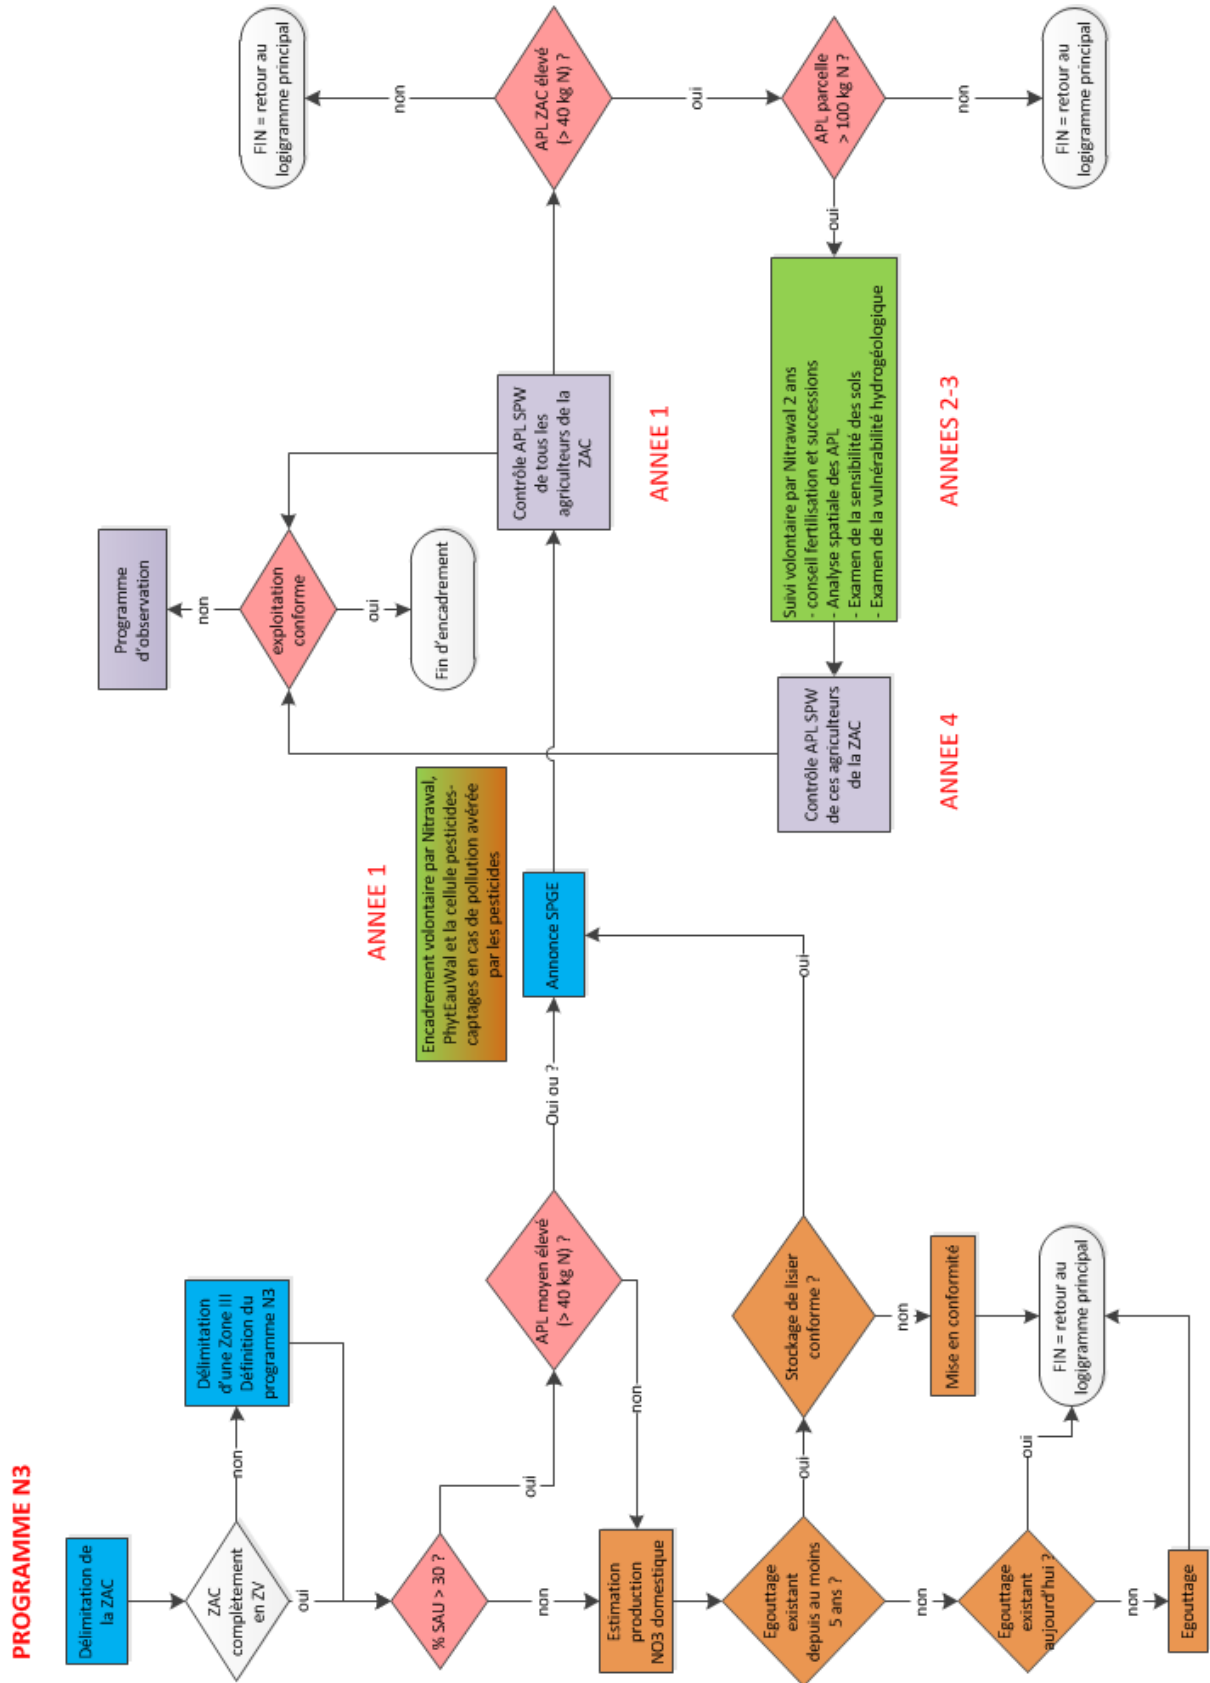 PROGRAMME N3
Délimitation de
la ZAC
ZAC
complètement
en ZV
non
oui
Délimitation
d'une Zone III
Définition du
programme N3
% SAU > 30 ?
oui
non
APL moyen élevé
(> 40 kg N) ?
Oui ou ?
non
Estimation
production
NO3 domestique
Egouttage
existant
depuis au moins
5 ans ?
oui
non
Stockage de lisier
conforme ?
oui
non
Mise en conformité
Egouttage
existant
aujourd'hui ?
oui
non
Egouttage
FIN = retour au
logigramme principal
ANNEE 1
Encadrement volontaire par Nitrawal,
PhytEauWal et la cellule pesticides-
captages en cas de pollution avérée
par les pesticides
Annonce SPGE
Programme
d'observation
non
exploitation
conforme
oui
Fin d'encadrement
Contrôle APL SPW
de tous les
agriculteurs de la
ZAC
ANNEE 1
APL ZAC élevé
(> 40 kg N) ?
non
FIN = retour au
logigramme principal
oui
APL parcelle
> 100 kg N ?
non
FIN = retour au
logigramme principal
oui
Suivi volontaire par Nitrawal 2 ans
- conseil fertilisation et successions
- Analyse spatiale des APL
- Examen de la sensibilité des sols
- Examen de la vulnérabilité hydrogéologique
ANNEES 2-3
Contrôle APL SPW
de ces agriculteurs
de la ZAC
ANNEE 4